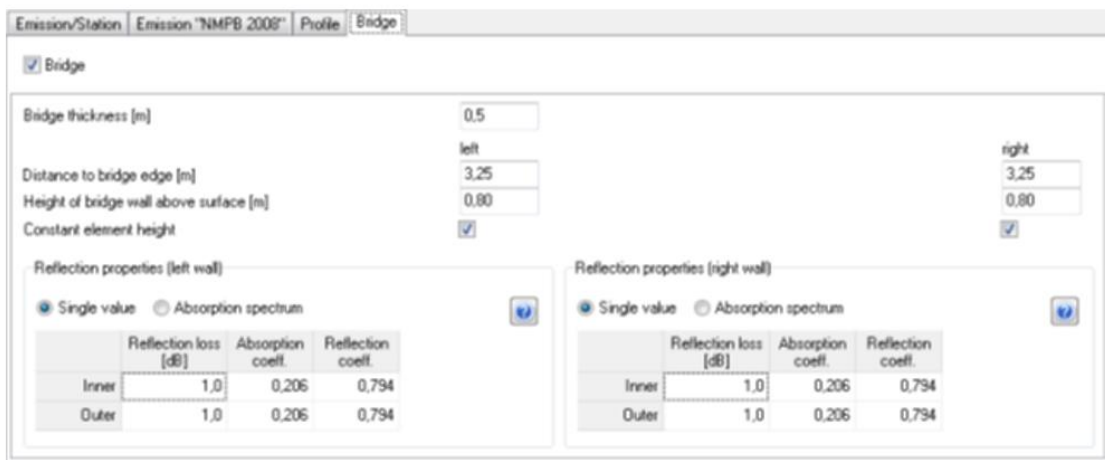 Emission/Station Emission "NMPB 2008" Profile Bridge
Bridge
Bridge thickness [m] 0,5
left right
Distance to bridge edge [m] 3,25 3,25
Height of bridge wall above surface [m] 0,80 0,80
Constant element height
Reflection properties (left wall) Reflection properties (right wall)
Single value Absorption spectrum ? Single value Absorption spectrum ?
Reflection loss [dB] Absorption coeff. Reflection coeff. Reflection loss [dB] Absorption coeff. Reflection coeff.
Inner 1,0 0,206 0,794 Inner 1,0 0,206 0,794
Outer 1,0 0,206 0,794 Outer 1,0 0,206 0,794